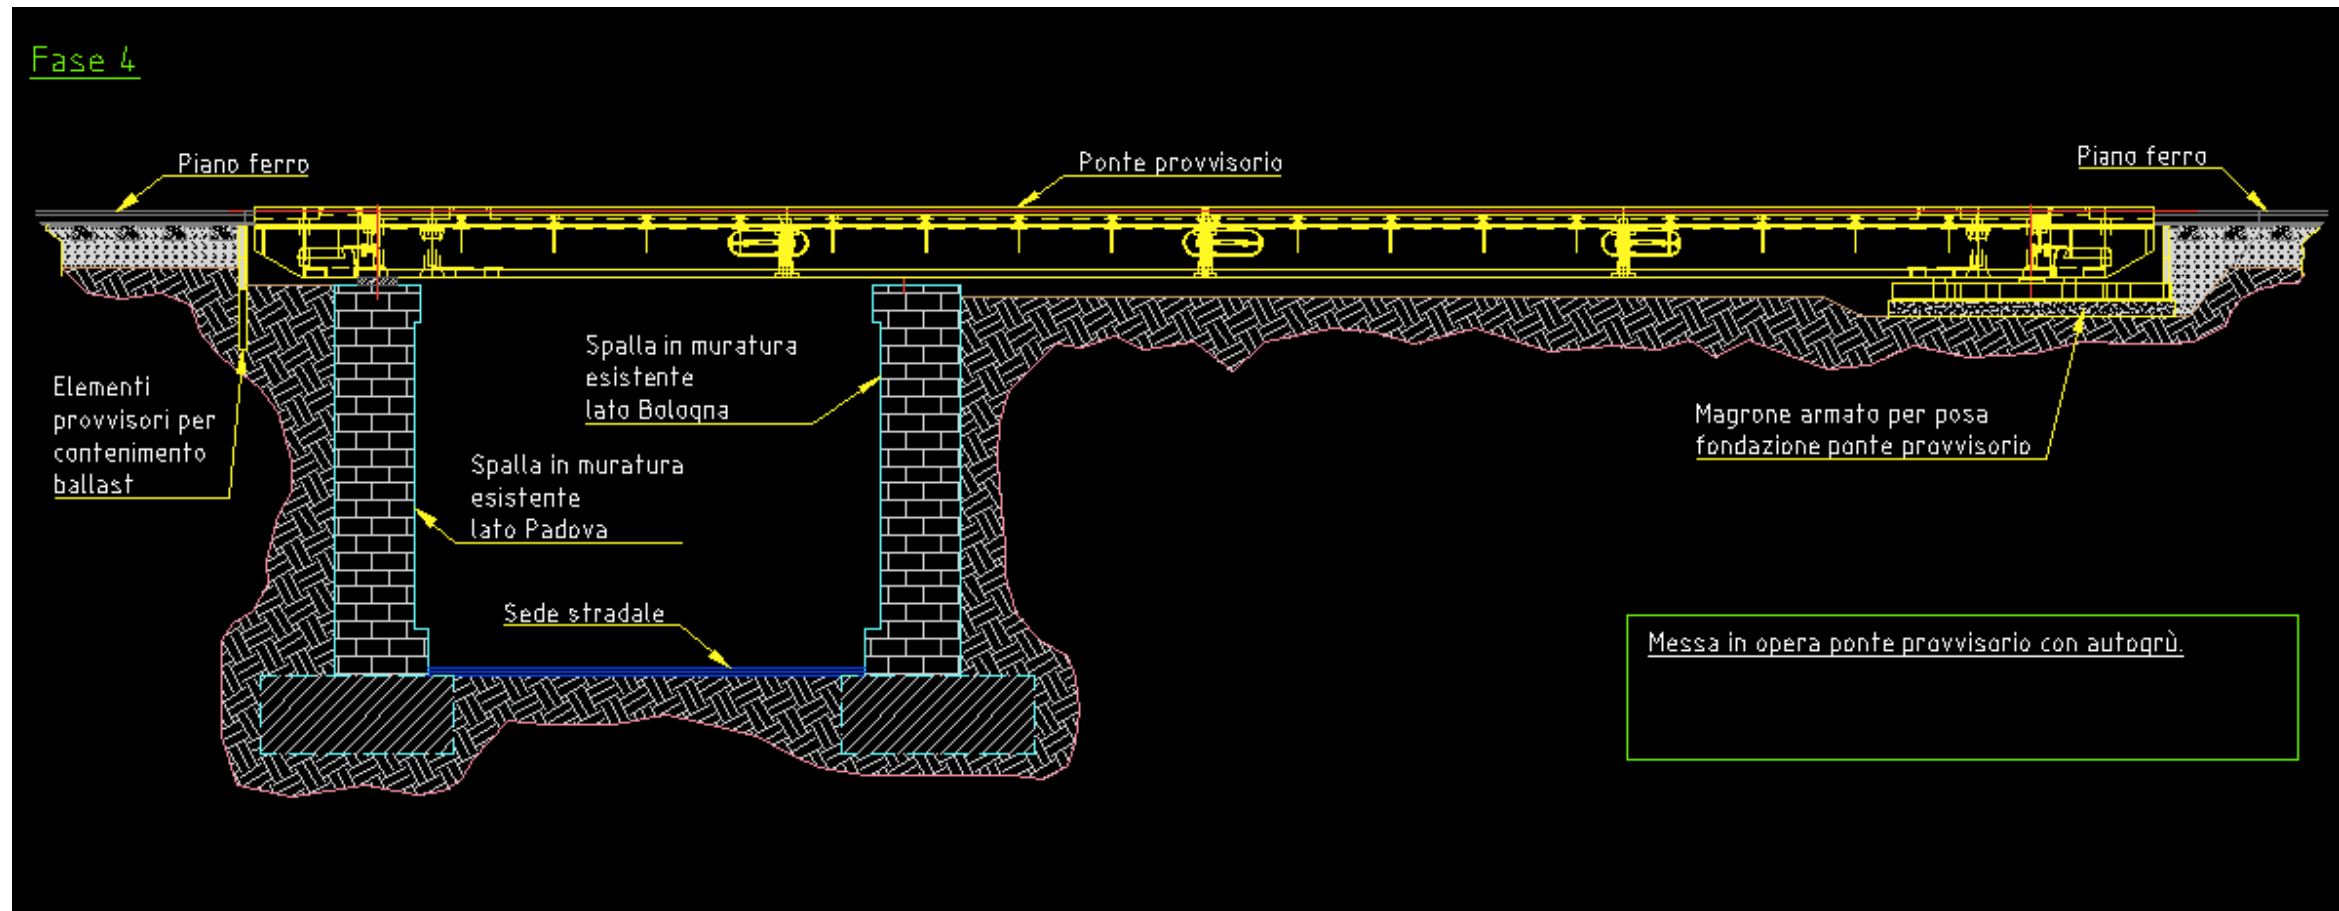 Fase 4
Piano ferro
Ponte provvisorio
Piano ferro
Spalla in muratura
esistente
lato Bologna
Elementi
provvisori per
contenimento
ballast
Spalla in muratura
esistente
lato Padova
Magrone armato per posa
fondazione ponte provvisorio
Sede stradale
Messa in opera ponte provvisorio con autogrù.